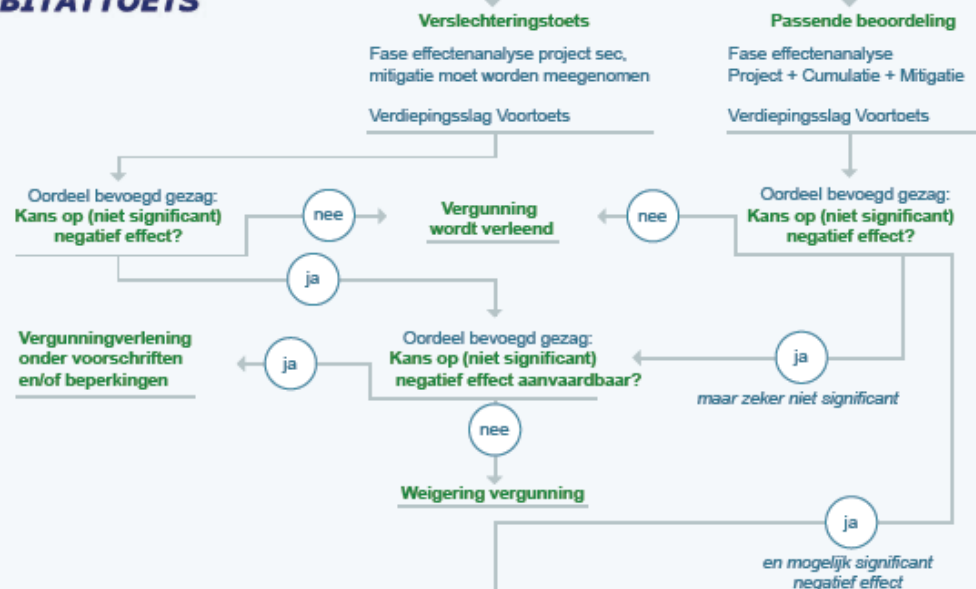 BITATTOETS
Verslechteringstoets
Fase effectenanalyse project sec,
mitigatie moet worden meegenomen
Verdiepingsslag Voortoets
Passende beoordeling
Fase effectenanalyse
Project + Cumulatie + Mitigatie
Verdiepingsslag Voortoets
Oordeel bevoegd gezag:
Kans op (niet significant)
negatief effect?
nee
Vergunning
wordt verleend
nee
Oordeel bevoegd gezag:
Kans op (niet significant)
negatief effect?
ja
Vergunningverlening
onder voorschriften
en/of beperkingen
ja
Oordeel bevoegd gezag:
Kans op (niet significant)
negatief effect aanvaardbaar?
ja
maar zeker niet significant
nee
Weigering vergunning
ja
en mogelijk significant
negatief effect